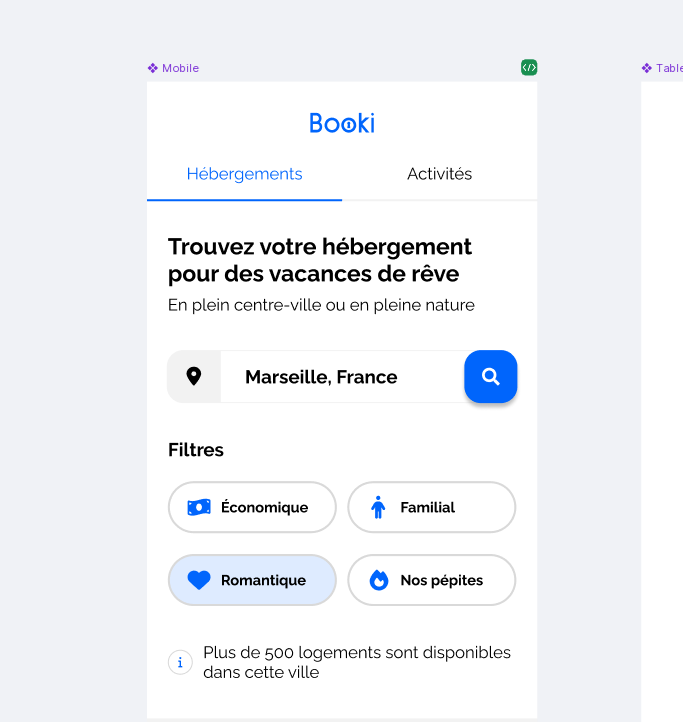 Mobile
Table
Booki
Hébergements
Activités
Trouvez votre hébergement
pour des vacances de rêve
En plein centre-ville ou en pleine nature
Marseille, France
Filtres
Économique
Familial
Romantique
Nos pépites
Plus de 500 logements sont disponibles
dans cette ville